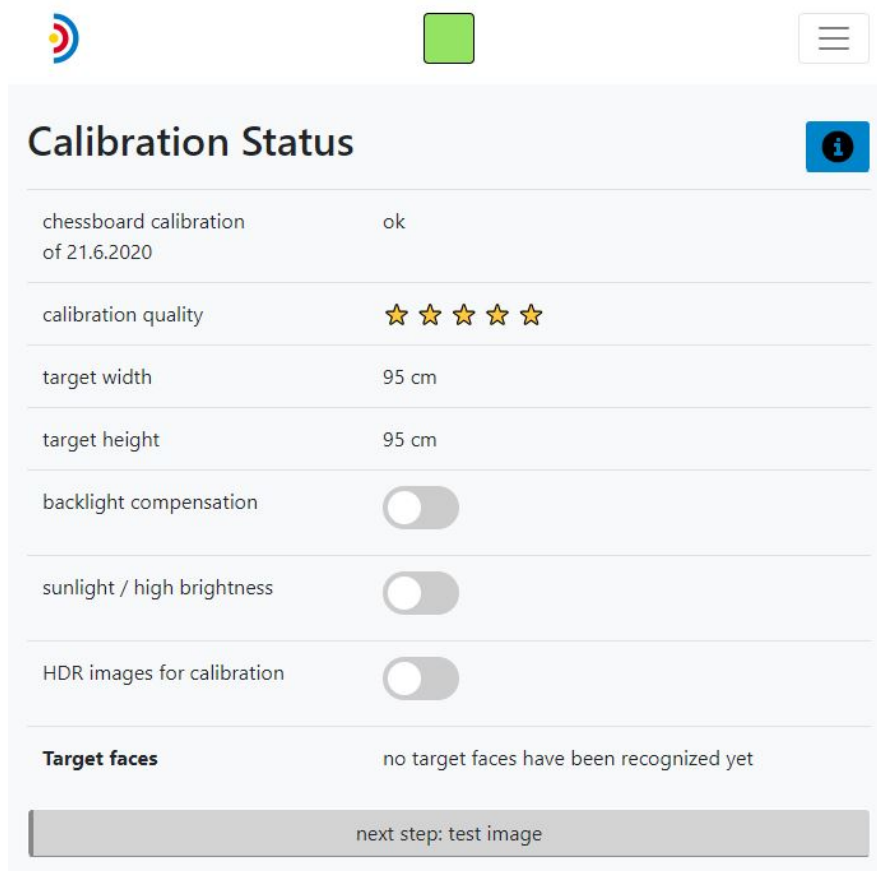 Calibration Status
chessboard calibration
of 21.6.2020
ok
calibration quality
target width
95 cm
target height
95 cm
backlight compensation
sunlight / high brightness
HDR images for calibration
Target faces
no target faces have been recognized yet
next step: test image